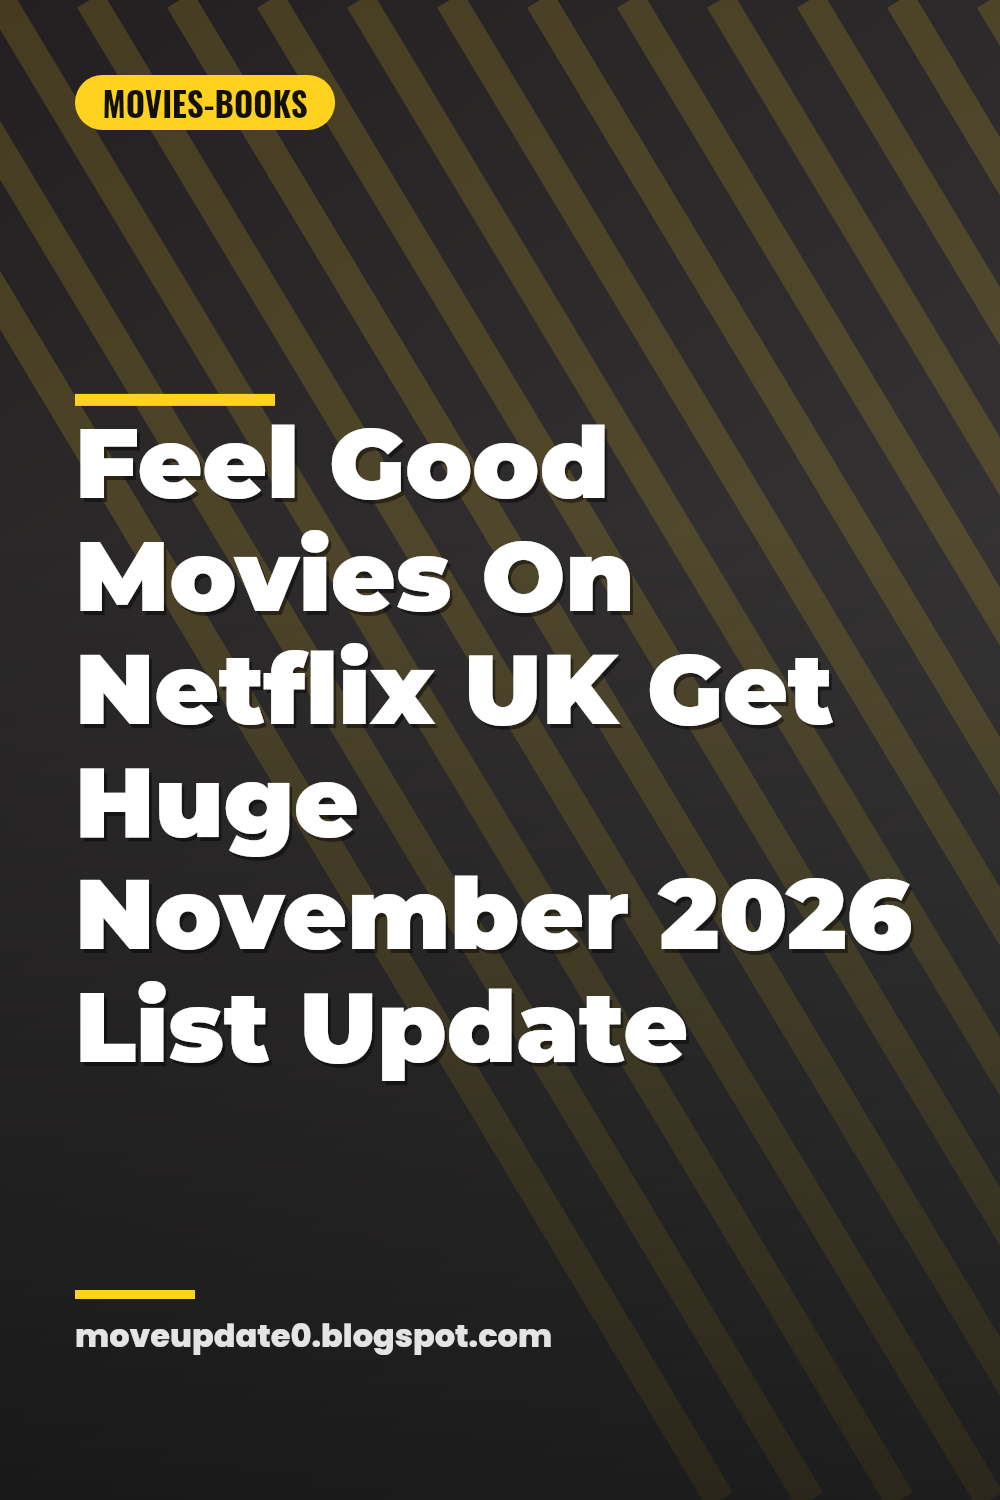 MOVIES-BOOKS
Feel Good
Movies On
Netflix UK Get
Huge
November 2026
List Update
moveupdate0.blogspot.com